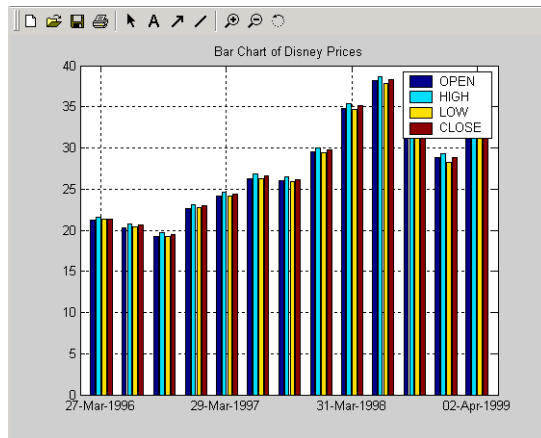 A
Bar Chart of Disney Prices
40
35
30
25
20
15
10
5
0
OPEN
HIGH
LOW
CLOSE
27-Mar-1996
29-Mar-1997
31-Mar-1998
02-Apr-1999